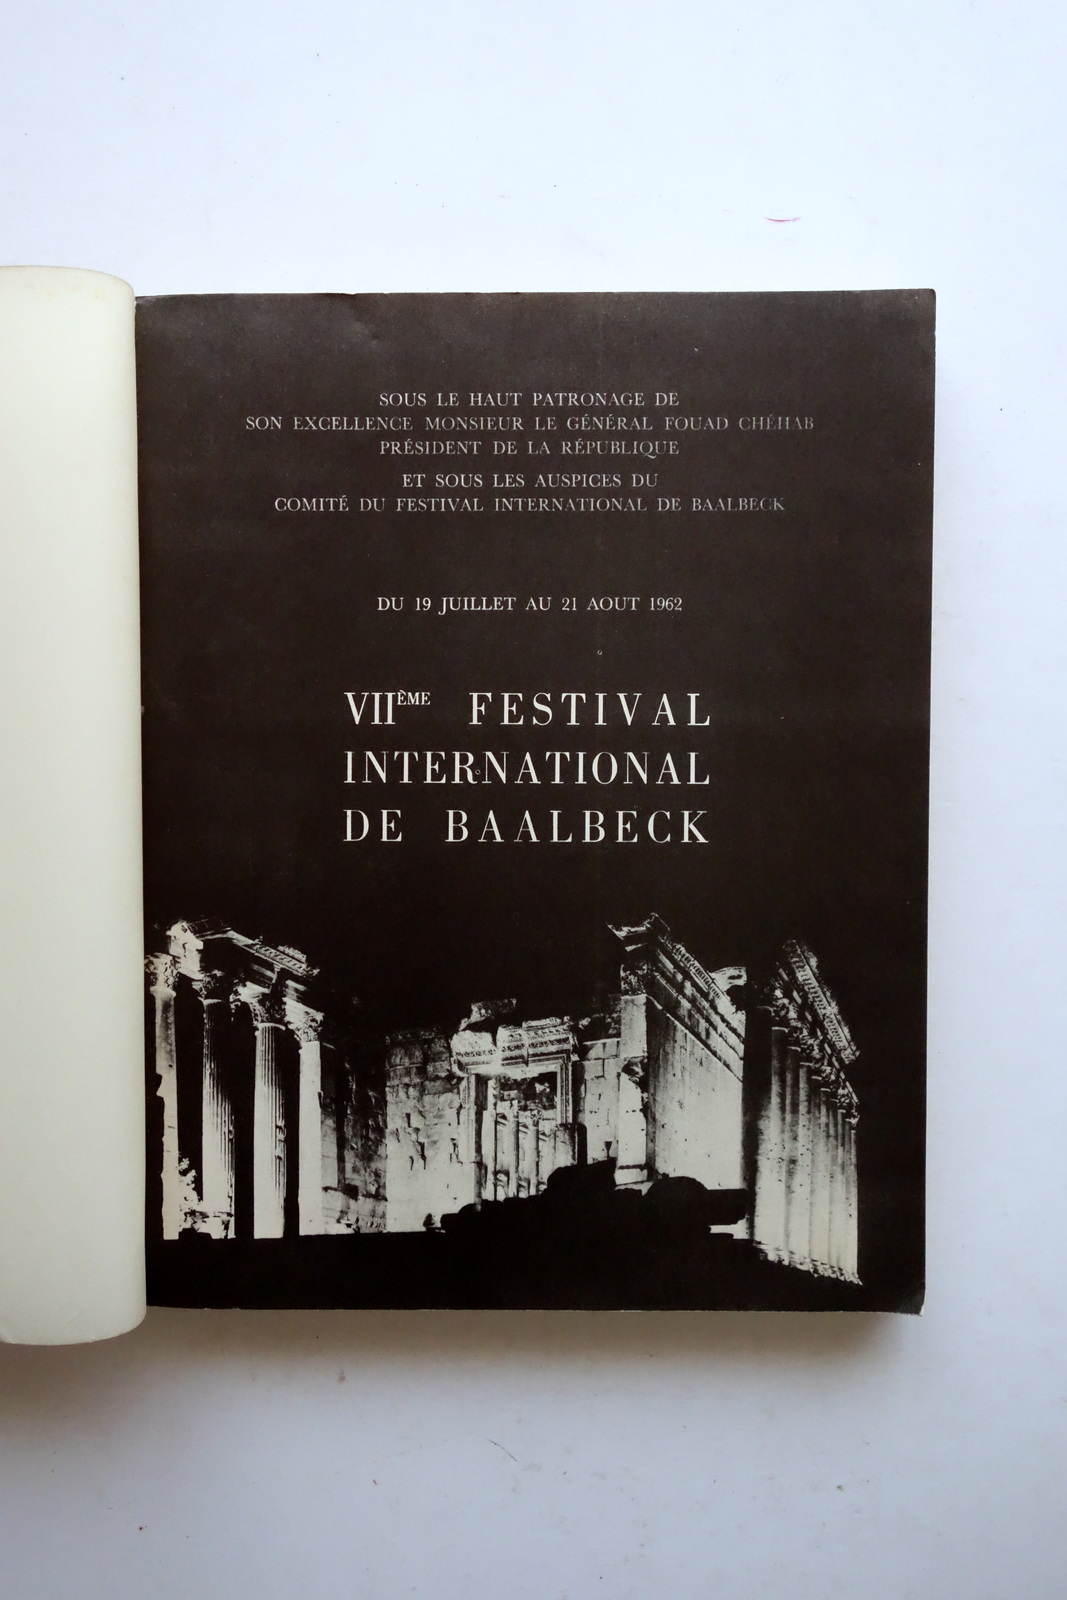 SOUS LE HAUT PATRONAGE DE
SON EXCELLENCE MONSIEUR LE GÉNÉRAL FOUAD CHÉHAB
PRÉSIDENT DE LA RÉPUBLIQUE
ET SOUS LES AUSPICES DU
COMITÉ DU FESTIVAL INTERNATIONAL DE BAALBECK
DU 19 JUILLET AU 21 AOUT 1962
VIIÈME FESTIVAL
INTERNATIONAL
DE BAALBECK